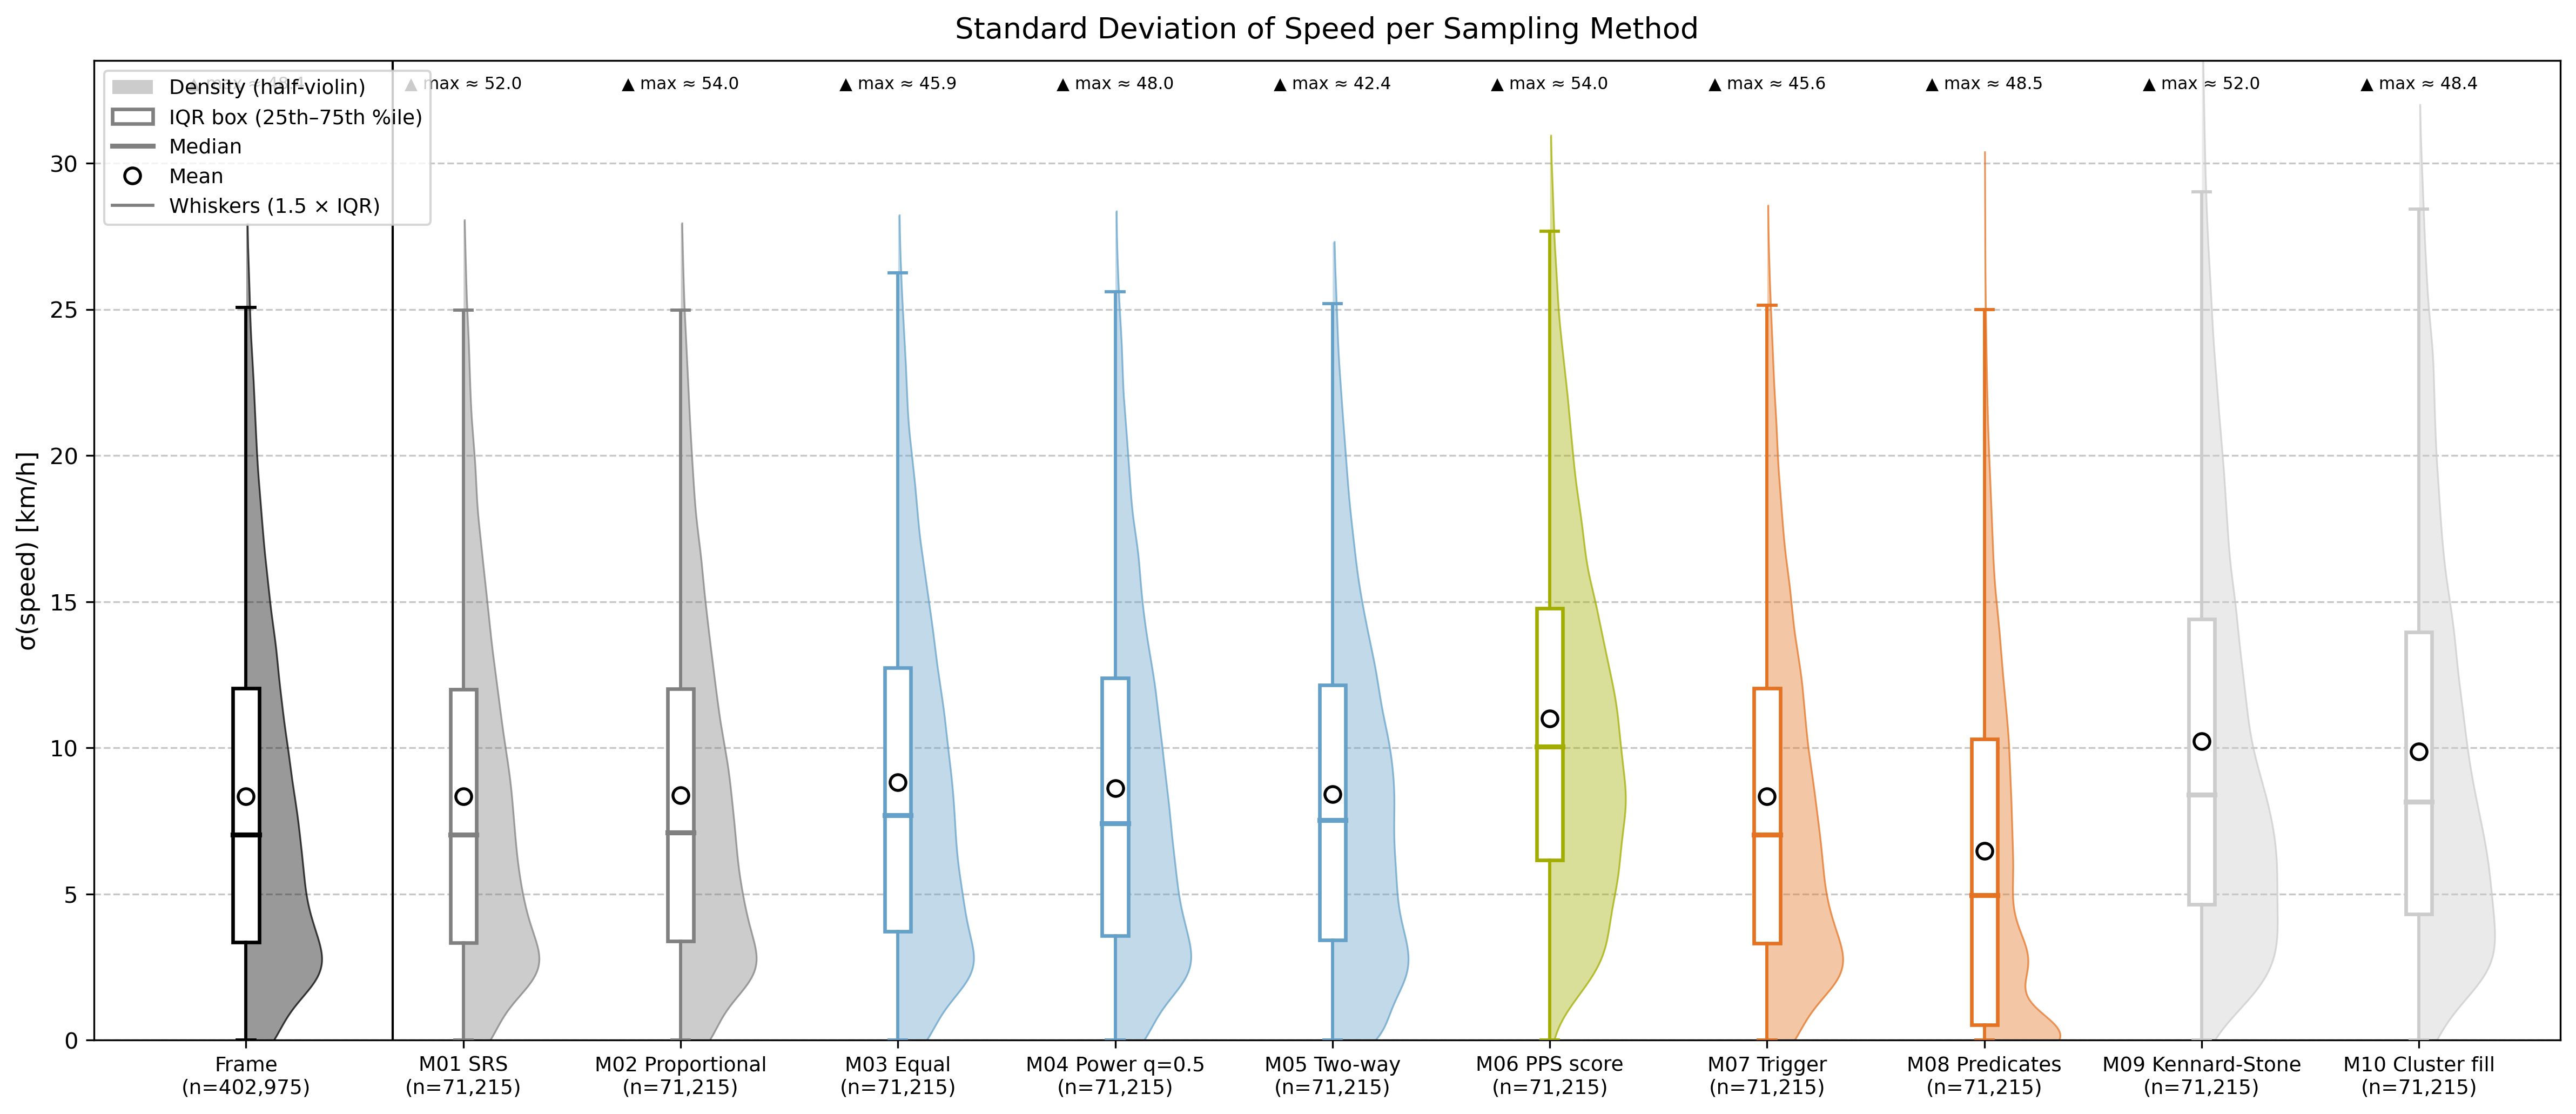 Standard Deviation of Speed per Sampling Method
▲ max ≈ 52.0
▲ max ≈ 54.0
▲ max ≈ 45.9
▲ max ≈ 48.0
▲ max ≈ 42.4
▲ max ≈ 54.0
▲ max ≈ 45.6
▲ max ≈ 48.5
▲ max ≈ 52.0
▲ max ≈ 48.4
Density (half-violin)
IQR box (25th–75th %ile)
Median
Mean
Whiskers (1.5 × IQR)
σ(speed) [km/h]
30
25
20
15
10
5
0
Frame
(n=402,975)
M01 SRS
(n=71,215)
M02 Proportional
(n=71,215)
M03 Equal
(n=71,215)
M04 Power q=0.5
(n=71,215)
M05 Two-way
(n=71,215)
M06 PPS score
(n=71,215)
M07 Trigger
(n=71,215)
M08 Predicates
(n=71,215)
M09 Kennard-Stone
(n=71,215)
M10 Cluster fill
(n=71,215)